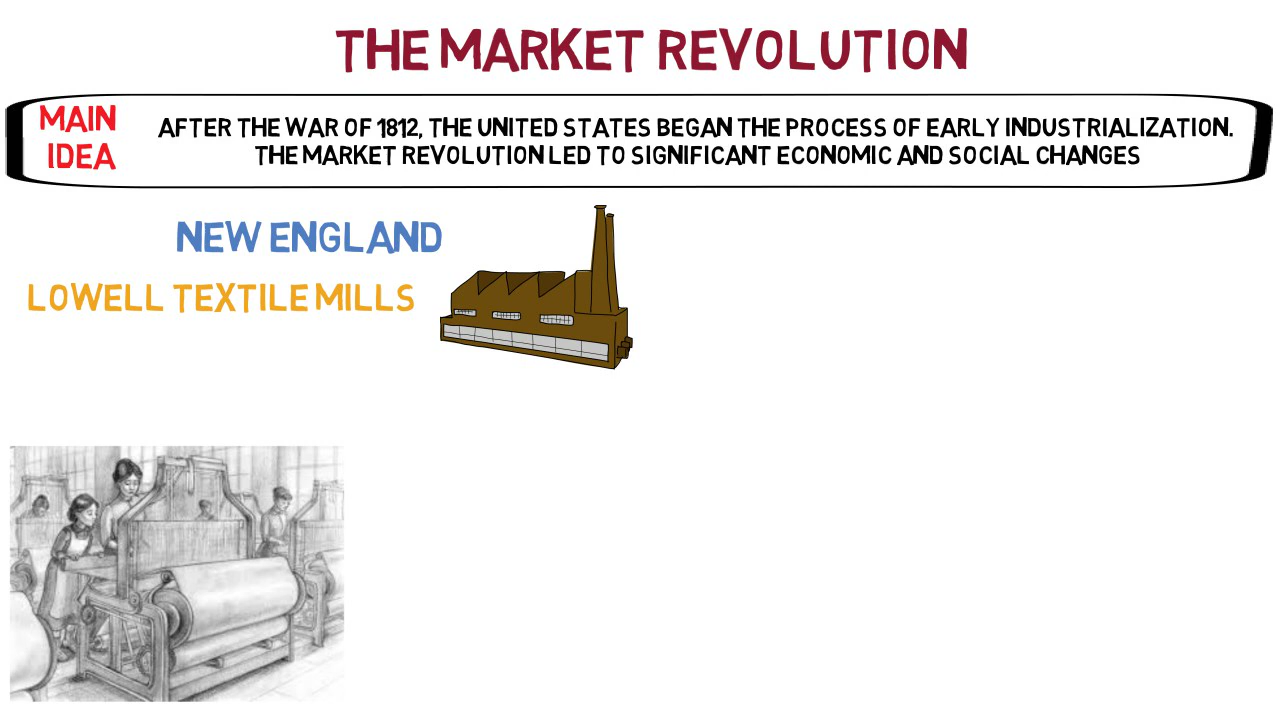 THE MARKET REVOLUTION
MAIN IDEA
AFTER THE WAR OF 1812, THE UNITED STATES BEGAN THE PROCESS OF EARLY INDUSTRIALIZATION.
THE MARKET REVOLUTION LED TO SIGNIFICANT ECONOMIC AND SOCIAL CHANGES
NEW ENGLAND
LOWELL TEXTILE MILLS